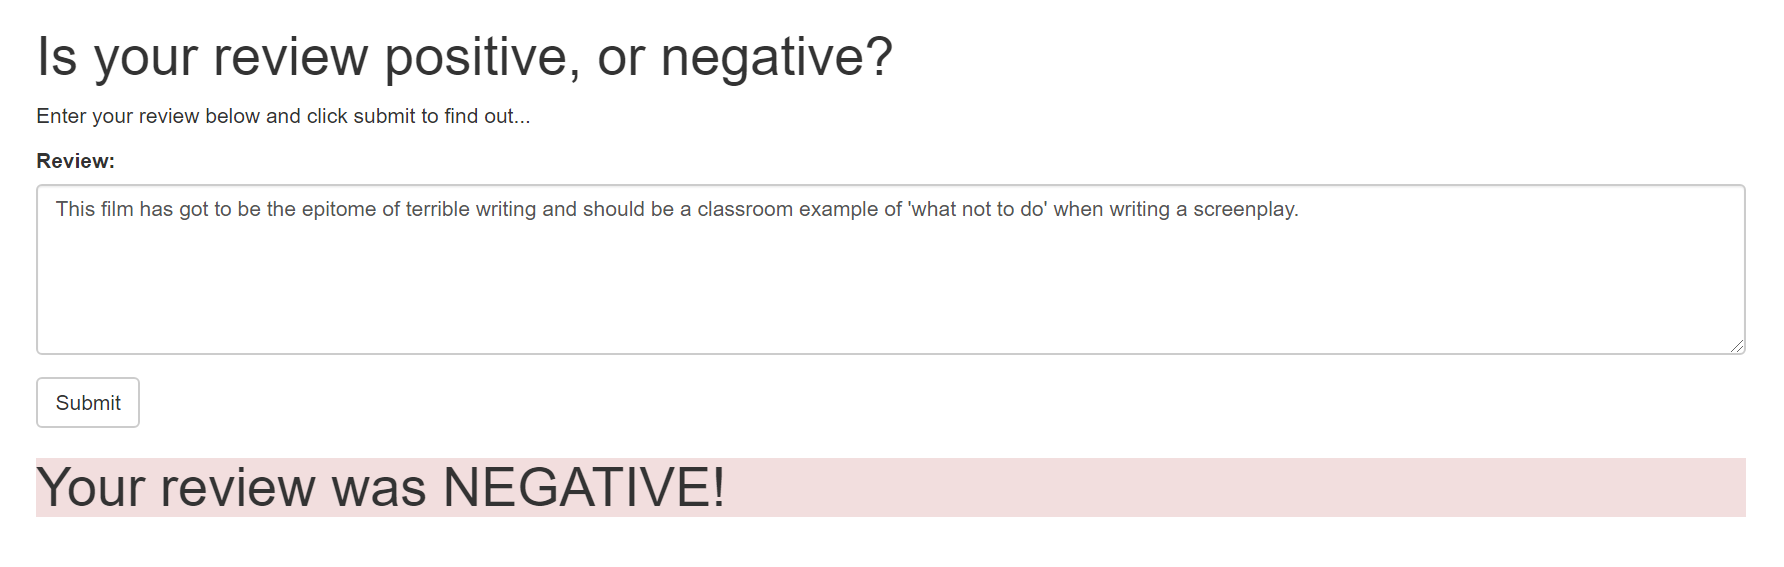 Is your review positive, or negative?
Enter your review below and click submit to find out...
Review:
This film has got to be the epitome of terrible writing and should be a classroom example of 'what not to do' when writing a screenplay.
Submit
Your review was NEGATIVE!